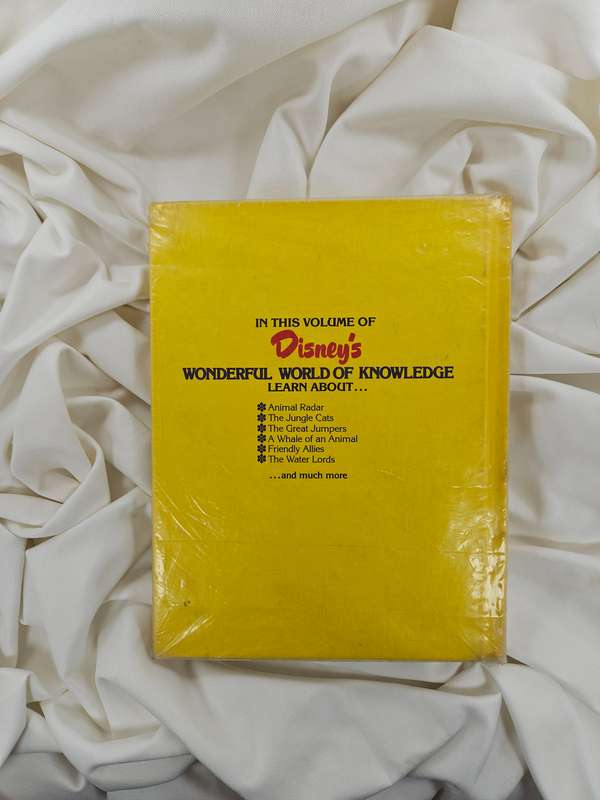 IN THIS VOLUME OF
Disney's
WONDERFUL WORLD OF KNOWLEDGE
LEARN ABOUT...
✽ Animal Radar
✽ The Jungle Cats
✽ The Great Jumpers
✽ A Whale of an Animal
✽ Friendly Allies
✽ The Water Lords
...and much more